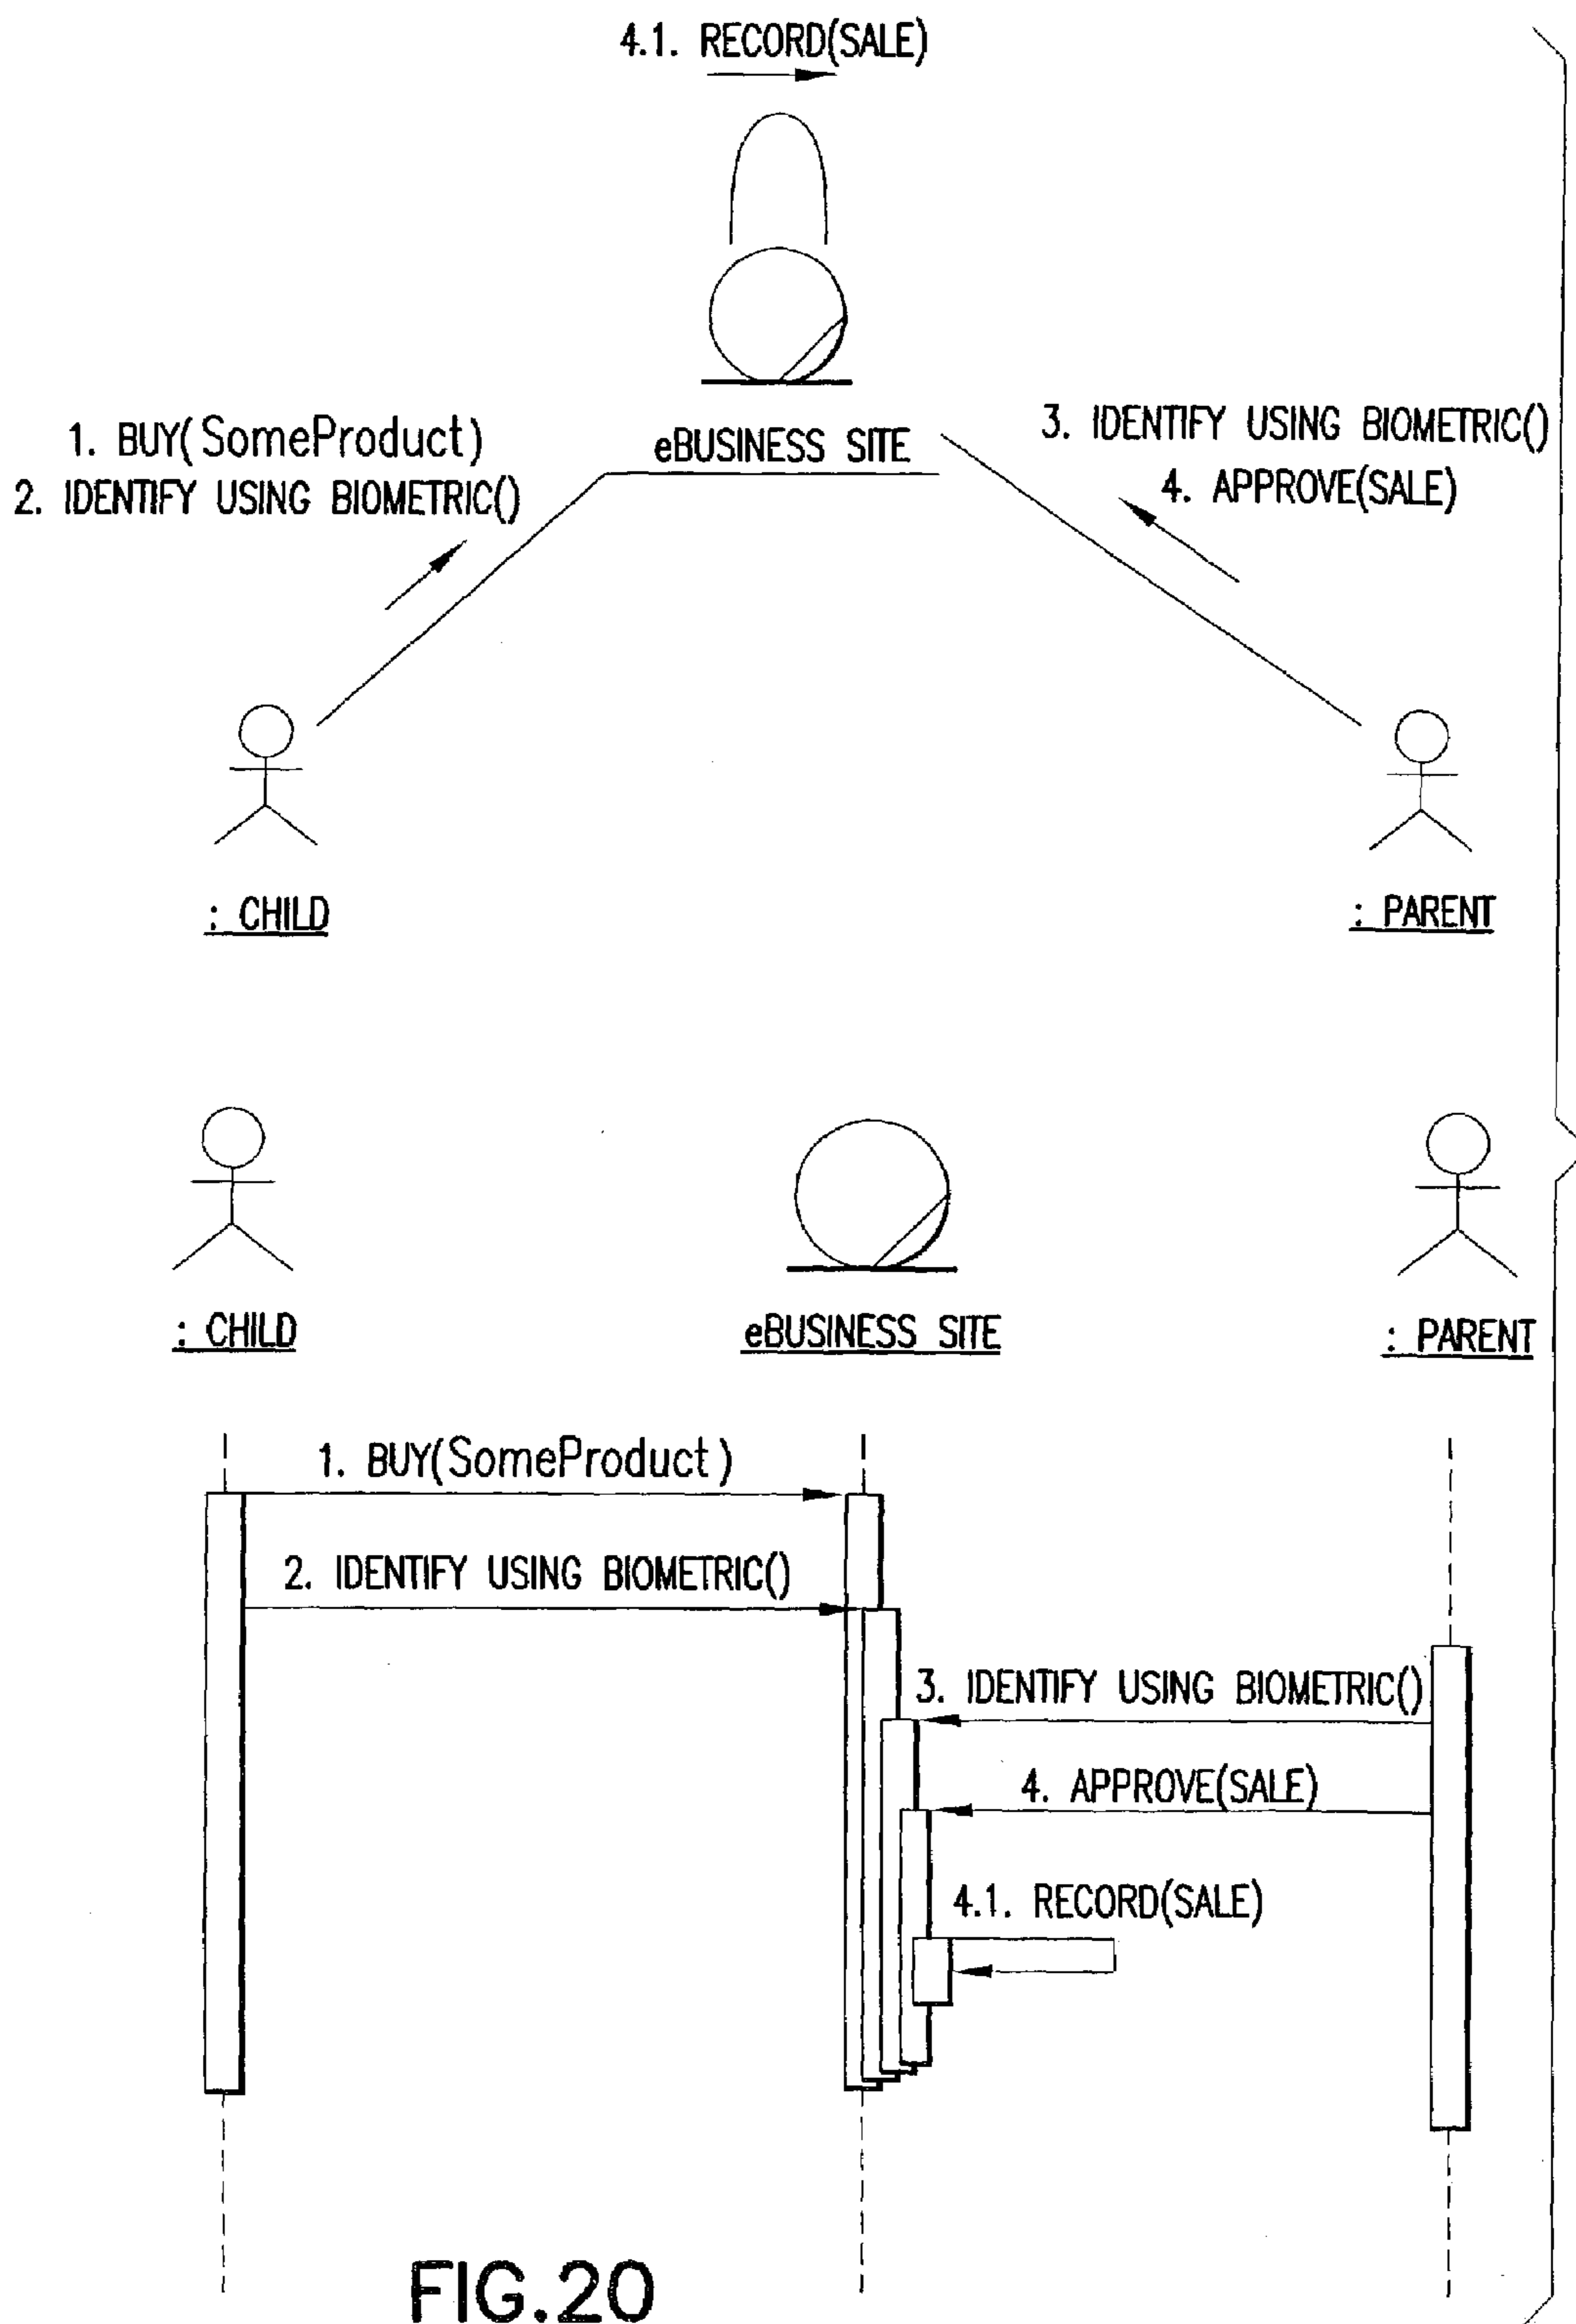 4.1. RECORD(SALE)
1. BUY(SomeProduct)
2. IDENTIFY USING BIOMETRIC()
eBUSINESS SITE
3. IDENTIFY USING BIOMETRIC()
4. APPROVE(SALE)
: CHILD
: PARENT
: CHILD
eBUSINESS SITE
: PARENT
1. BUY(SomeProduct)
2. IDENTIFY USING BIOMETRIC()
3. IDENTIFY USING BIOMETRIC()
4. APPROVE(SALE)
4.1. RECORD(SALE)
FIG.20